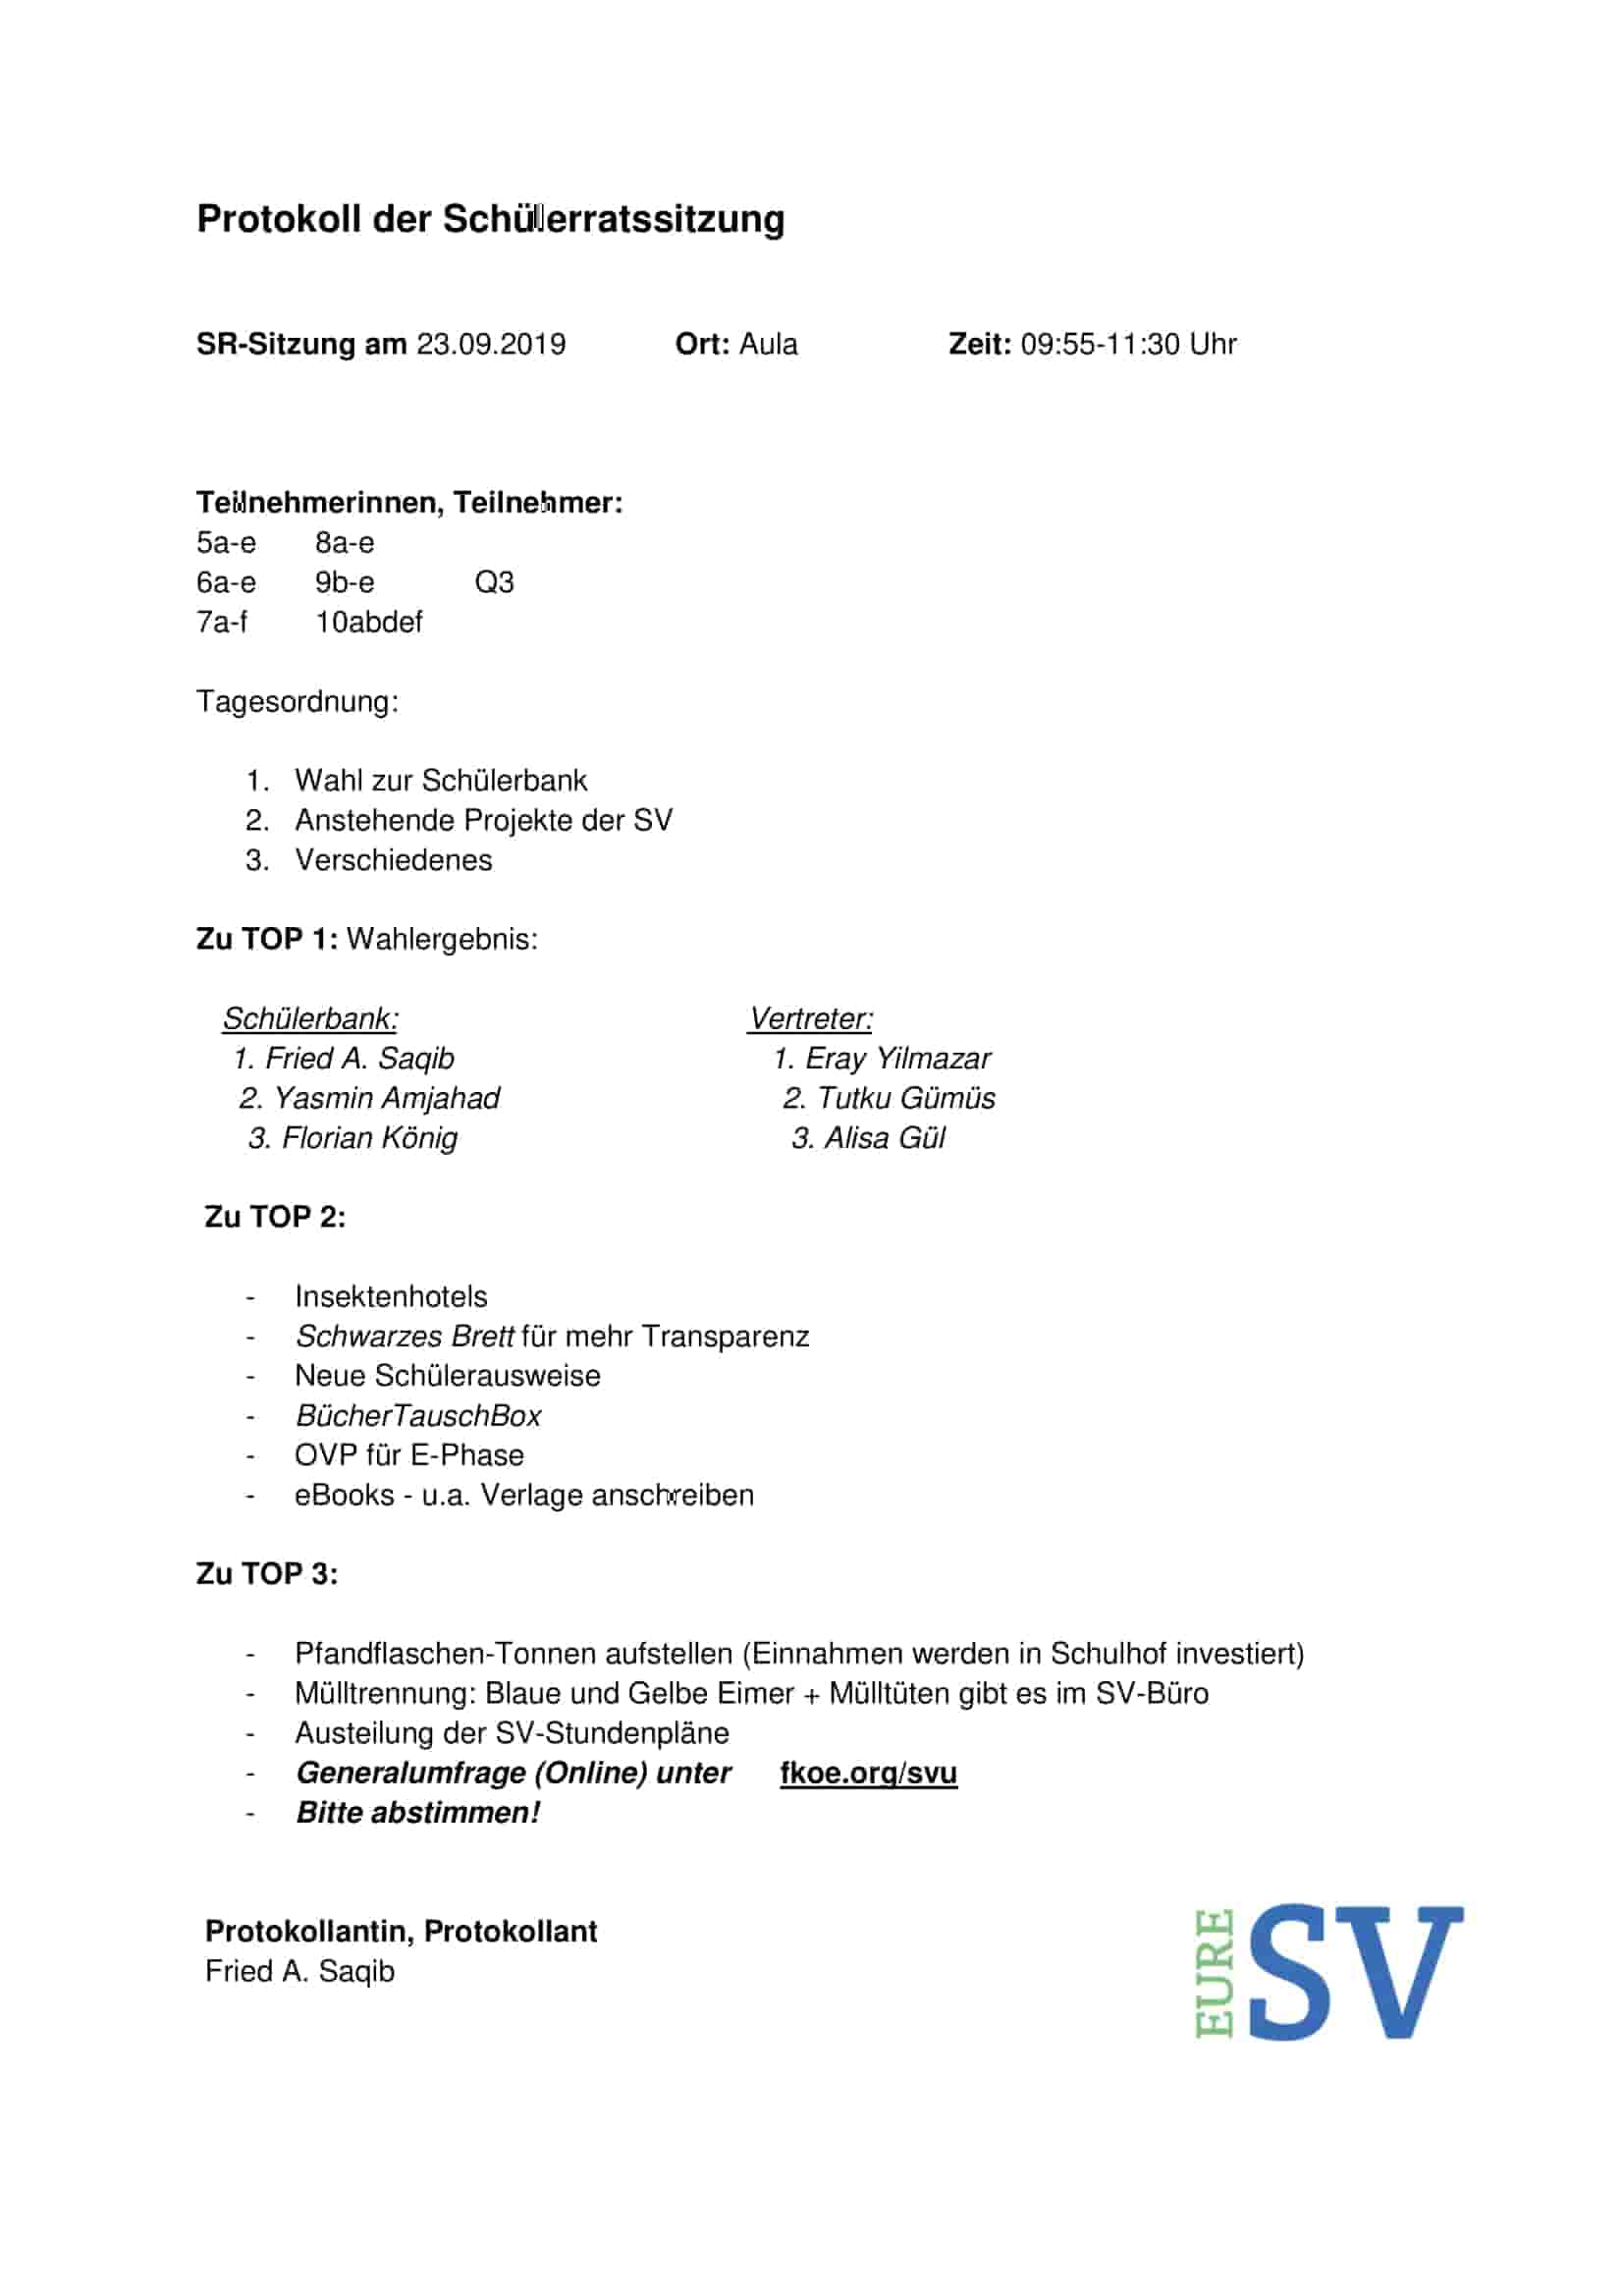 Protokoll der Schülerratssitzung
SR-Sitzung am 23.09.2019 Ort: Aula Zeit: 09:55-11:30 Uhr
Teilnehmerinnen, Teilnehmer:
5a-e 8a-e
6a-e 9b-e Q3
7a-f 10abdef
Tagesordnung:
1. Wahl zur Schülerbank
2. Anstehende Projekte der SV
3. Verschiedenes
Zu TOP 1: Wahlergebnis:
Schülerbank: Vertreter:
1. Fried A. Saqib 1. Eray Yilmazar
2. Yasmin Amjahad 2. Tutku Gümüs
3. Florian König 3. Alisa Gül
Zu TOP 2:
- Insektenhotels
- Schwarzes Brett für mehr Transparenz
- Neue Schülerausweise
- BücherTauschBox
- OVP für E-Phase
- eBooks - u.a. Verlage anschreiben
Zu TOP 3:
- Pfandflaschen-Tonnen aufstellen (Einnahmen werden in Schulhof investiert)
- Mülltrennung: Blaue und Gelbe Eimer + Mülltüten gibt es im SV-Büro
- Austeilung der SV-Stundenpläne
- Generalumfrage (Online) unter fkoe.org/svu
- Bitte abstimmen!
Protokollantin, Protokollant
Fried A. Saqib
EURE SV